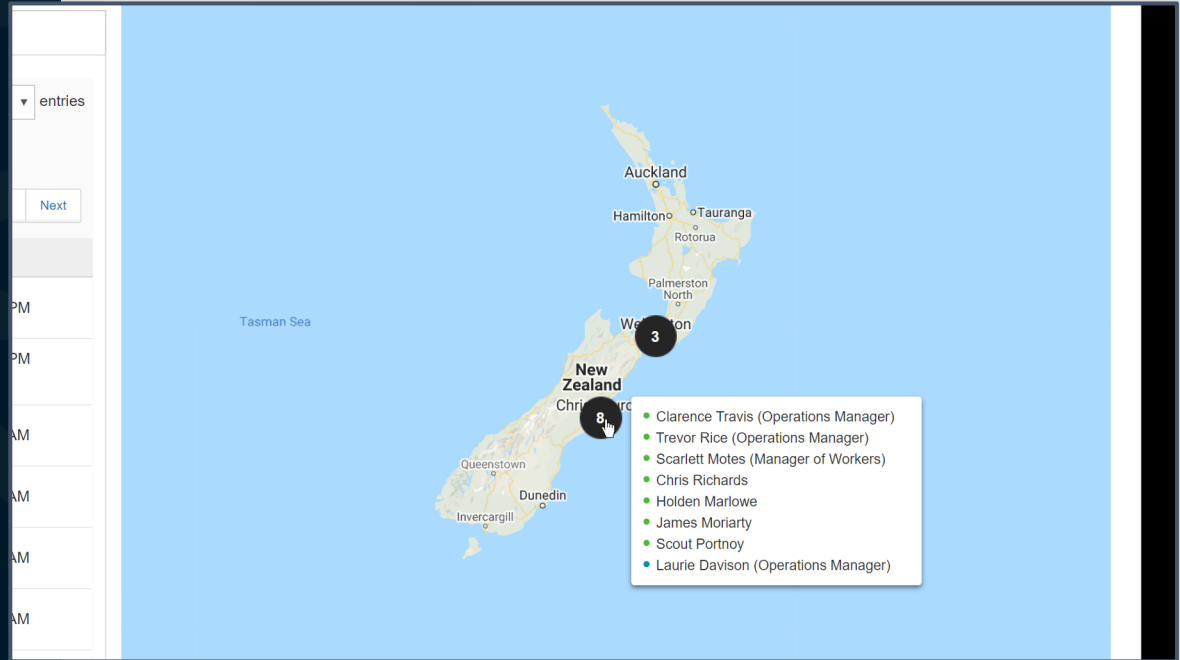 entries
Next
PM
PM
AM
AM
AM
AM
Auckland
Hamilton
Tauranga
Rotorua
Palmerston
North
Tasman Sea
3
New
Zealand
8
Queenstown
Dunedin
Invercargill
Clarence Travis (Operations Manager)
Trevor Rice (Operations Manager)
Scarlett Motes (Manager of Workers)
Chris Richards
Holden Marlowe
James Moriarty
Scout Portnoy
Laurie Davison (Operations Manager)